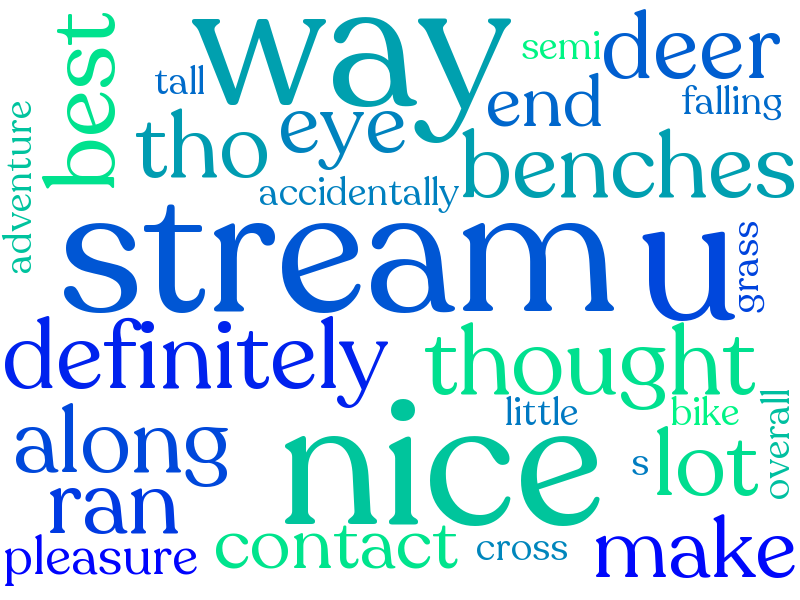 way
best
semi
deer
tall
end
falling
adventure
tho
eye
benches
accidentally
stream
u
grass
definitely
thought
little
bike
overall
along
nice
s
lot
ran
contact
cross
make
pleasure